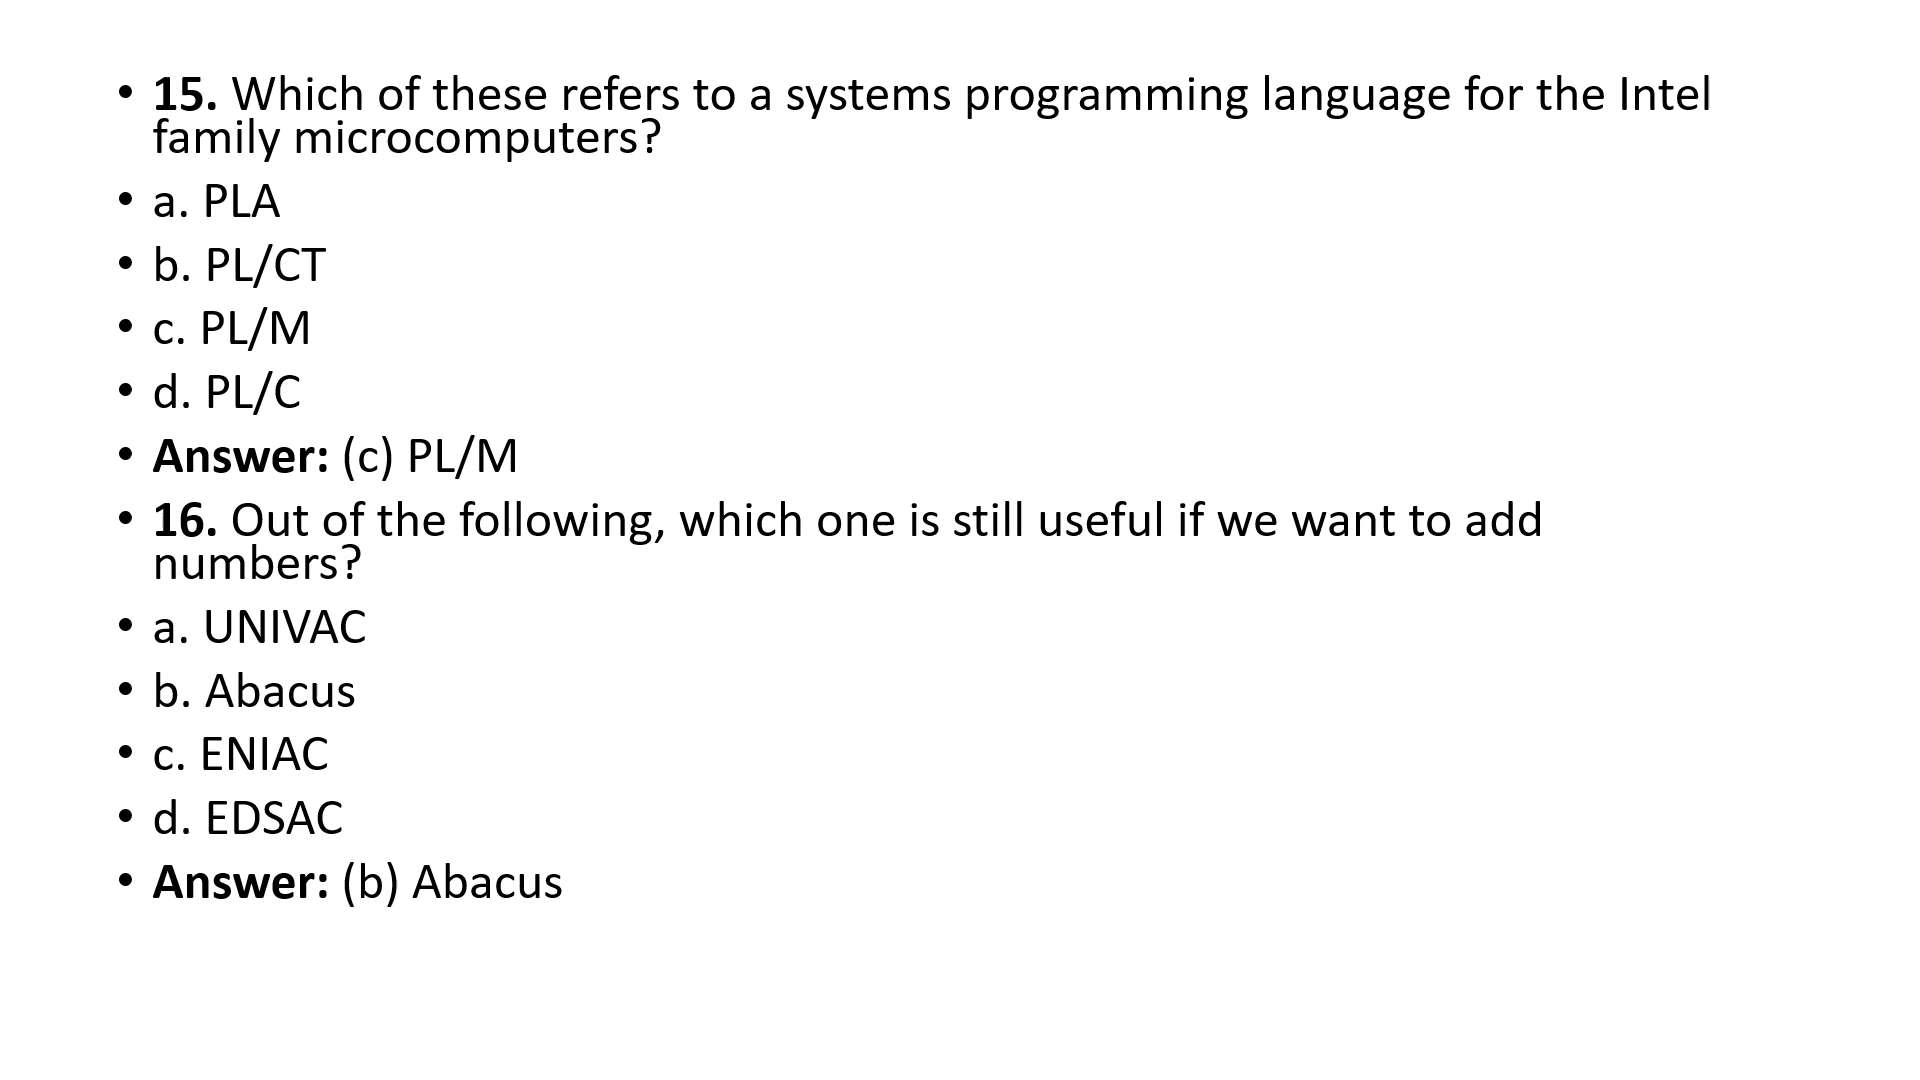 • 15. Which of these refers to a systems programming language for the Intel
family microcomputers?
• a. PLA
• b. PL/CT
• c. PL/M
• d. PL/C
• Answer: (c) PL/M
• 16. Out of the following, which one is still useful if we want to add
numbers?
• a. UNIVAC
• b. Abacus
• c. ENIAC
• d. EDSAC
• Answer: (b) Abacus